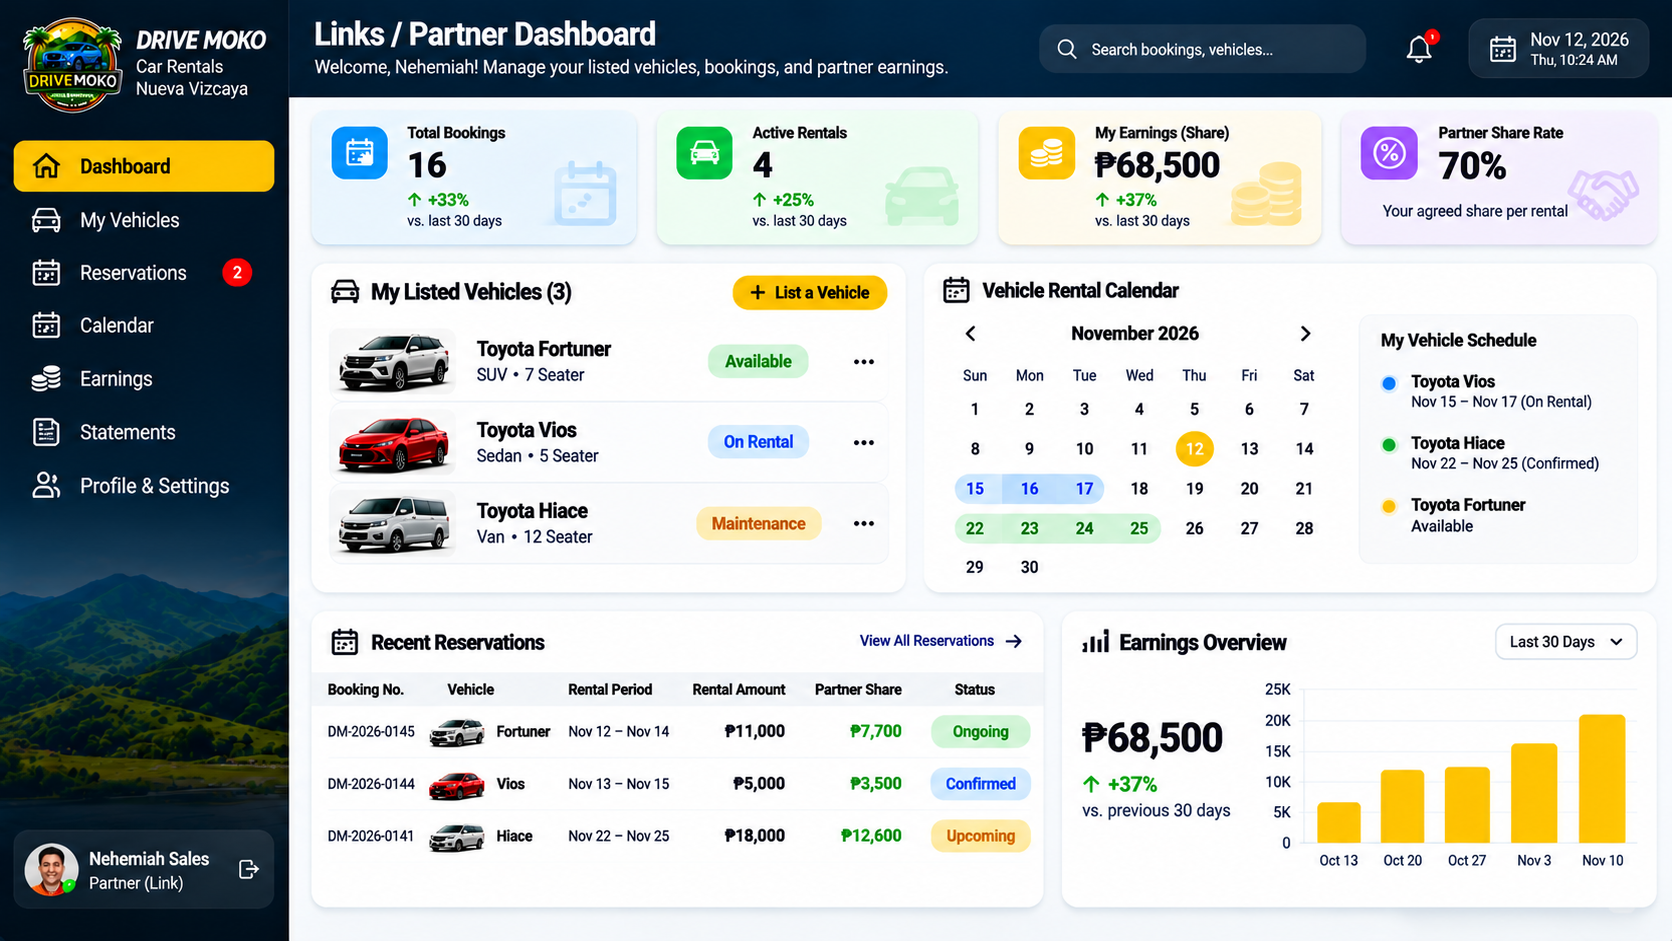 DRIVEMOKO
DRIVE MOKO
Car Rentals
Nueva Vizcaya
Dashboard
My Vehicles
Reservations
2
Calendar
Earnings
Statements
Profile & Settings
Nehemiah Sales
Partner (Link)
Links / Partner Dashboard
Welcome, Nehemiah! Manage your listed vehicles, bookings, and partner earnings.
Search bookings, vehicles...
1
Nov 12, 2026
Thu, 10:24 AM
Total Bookings
16
↑ +33%
vs. last 30 days
Active Rentals
4
↑ +25%
vs. last 30 days
My Earnings (Share)
₱68,500
↑ +37%
vs. last 30 days
Partner Share Rate
70%
Your agreed share per rental
My Listed Vehicles (3)
+ List a Vehicle
Toyota Fortuner
SUV • 7 Seater
Available
Toyota Vios
Sedan • 5 Seater
On Rental
Toyota Hiace
Van • 12 Seater
Maintenance
Vehicle Rental Calendar
November 2026
Sun Mon Tue Wed Thu Fri Sat
1 2 3 4 5 6 7
8 9 10 11 12 13 14
15 16 17 18 19 20 21
22 23 24 25 26 27 28
29 30
My Vehicle Schedule
Toyota Vios
Nov 15 – Nov 17 (On Rental)
Toyota Hiace
Nov 22 – Nov 25 (Confirmed)
Toyota Fortuner
Available
Recent Reservations
View All Reservations →
Booking No. Vehicle Rental Period Rental Amount Partner Share Status
DM-2026-0145 Fortuner Nov 12 – Nov 14 ₱11,000 ₱7,700 Ongoing
DM-2026-0144 Vios Nov 13 – Nov 15 ₱5,000 ₱3,500 Confirmed
DM-2026-0141 Hiace Nov 22 – Nov 25 ₱18,000 ₱12,600 Upcoming
Earnings Overview
Last 30 Days
₱68,500
↑ +37%
vs. previous 30 days
25K
20K
15K
10K
5K
0
Oct 13 Oct 20 Oct 27 Nov 3 Nov 10